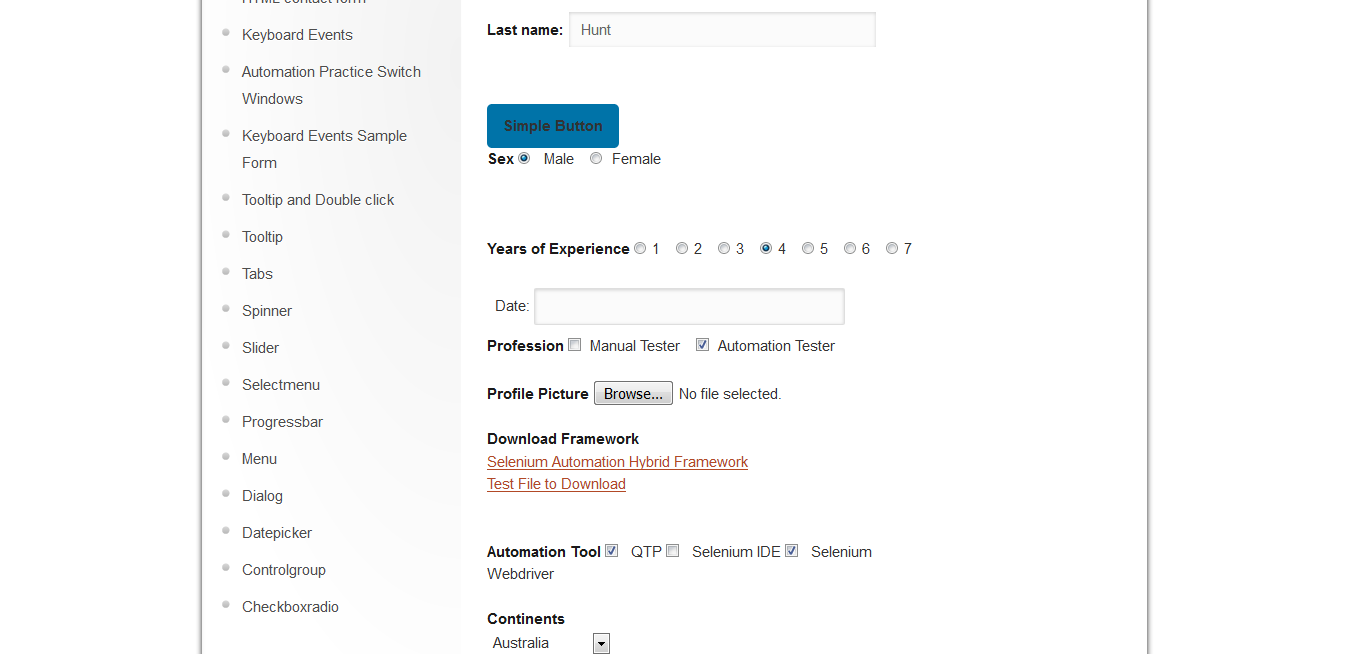 HTML contact form
Keyboard Events
Automation Practice Switch
Windows
Keyboard Events Sample
Form
Tooltip and Double click
Tooltip
Tabs
Spinner
Slider
Selectmenu
Progressbar
Menu
Dialog
Datepicker
Controlgroup
Checkboxradio
Last name: Hunt
Simple Button
Sex Male Female
Years of Experience 1 2 3 4 5 6 7
Date:
Profession Manual Tester Automation Tester
Profile Picture Browse... No file selected.
Download Framework
Selenium Automation Hybrid Framework
Test File to Download
Automation Tool QTP Selenium IDE Selenium
Webdriver
Continents
Australia